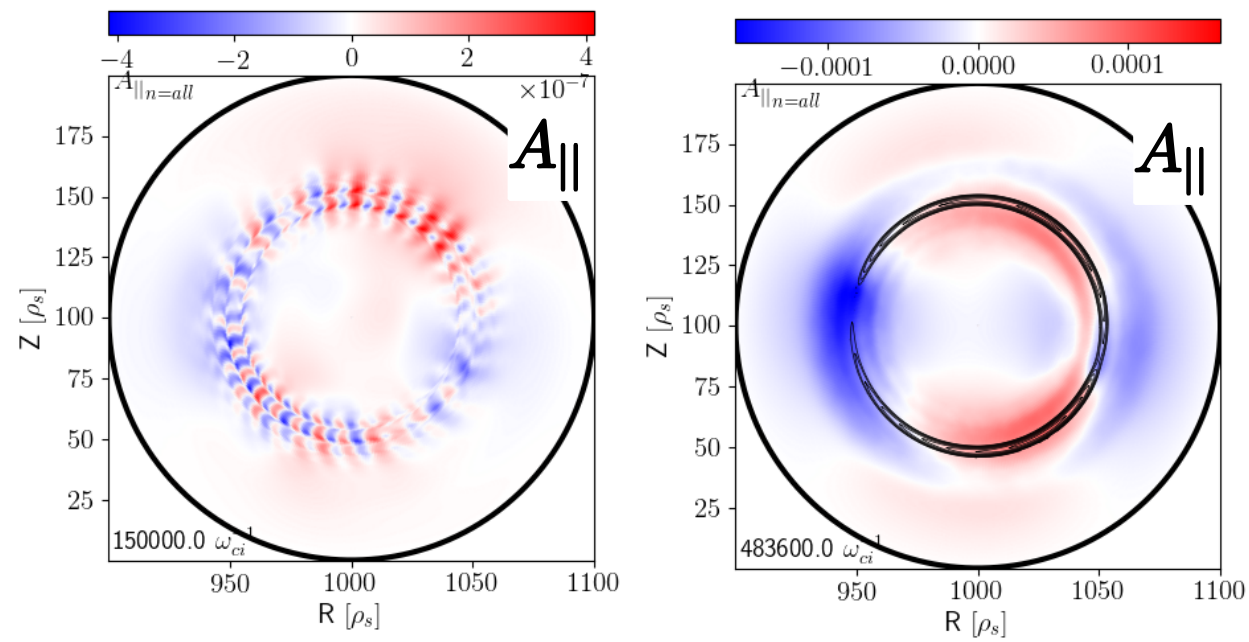 −4 −2 0 2 4
×10⁻⁷
A∥n=all
A∥
175
150
125
100
75
50
25
Z [ρs]
150000.0 ωci⁻¹
950 1000 1050 1100
R [ρs]
−0.0001 0.0000 0.0001
A∥n=all
A∥
175
150
125
100
75
50
25
Z [ρs]
483600.0 ωci⁻¹
950 1000 1050 1100
R [ρs]